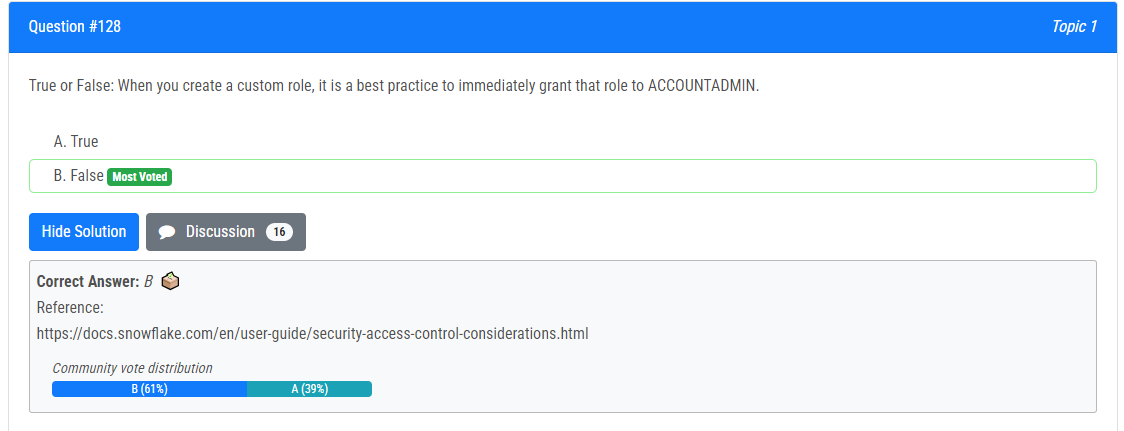 Question #128 Topic 1
True or False: When you create a custom role, it is a best practice to immediately grant that role to ACCOUNTADMIN.
A. True
B. False Most Voted
Hide Solution Discussion 16
Correct Answer: B
Reference:
https://docs.snowflake.com/en/user-guide/security-access-control-considerations.html
Community vote distribution
B (61%) A (39%)